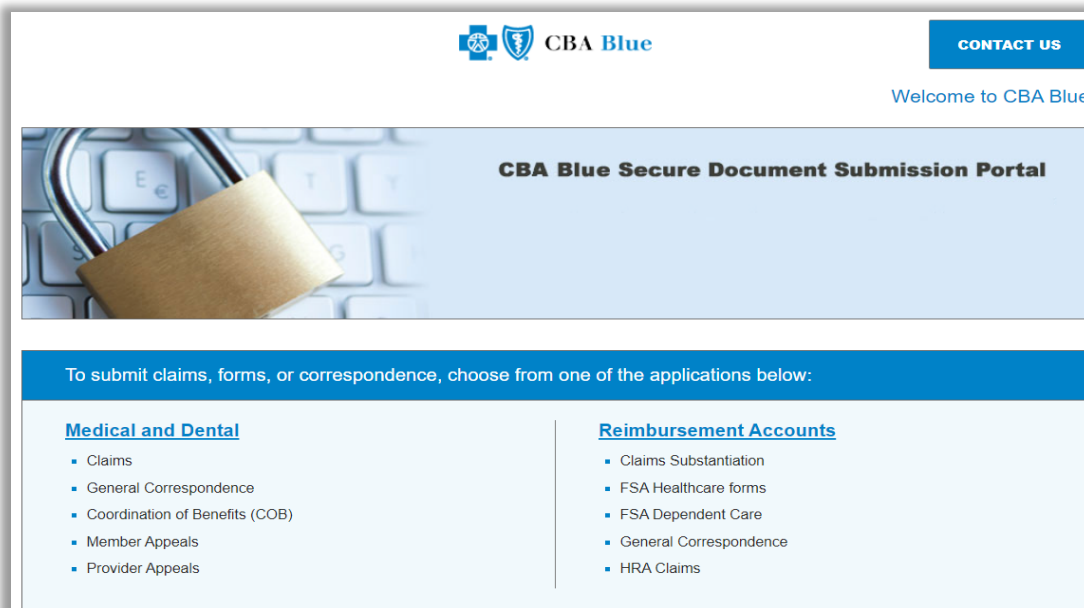 CBA Blue
CONTACT US
Welcome to CBA Blue
CBA Blue Secure Document Submission Portal
E
€
T
Y
S
G
To submit claims, forms, or correspondence, choose from one of the applications below:
Medical and Dental
Claims
General Correspondence
Coordination of Benefits (COB)
Member Appeals
Provider Appeals
Reimbursement Accounts
Claims Substantiation
FSA Healthcare forms
FSA Dependent Care
General Correspondence
HRA Claims